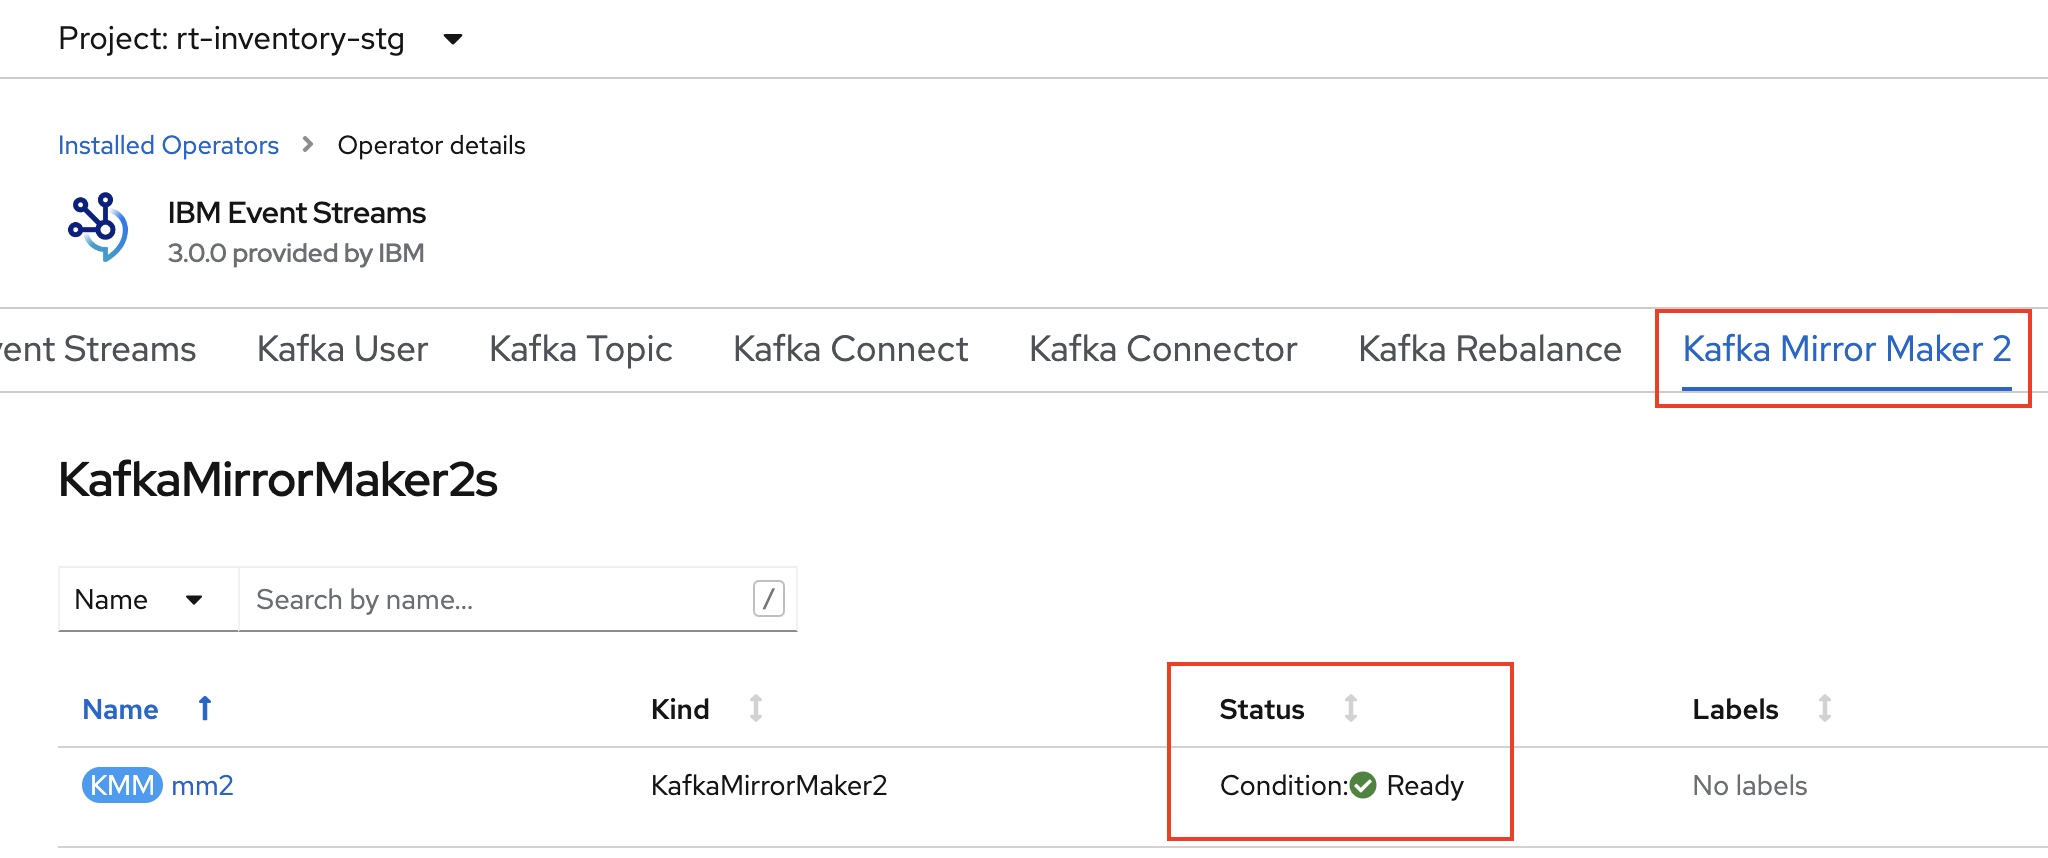 Project: rt-inventory-stg
Installed Operators > Operator details
IBM Event Streams
3.0.0 provided by IBM
vent Streams Kafka User Kafka Topic Kafka Connect Kafka Connector Kafka Rebalance Kafka Mirror Maker 2
KafkaMirrorMaker2s
Name Search by name... /
Name Kind Status Labels
KMM mm2 KafkaMirrorMaker2 Condition: Ready No labels